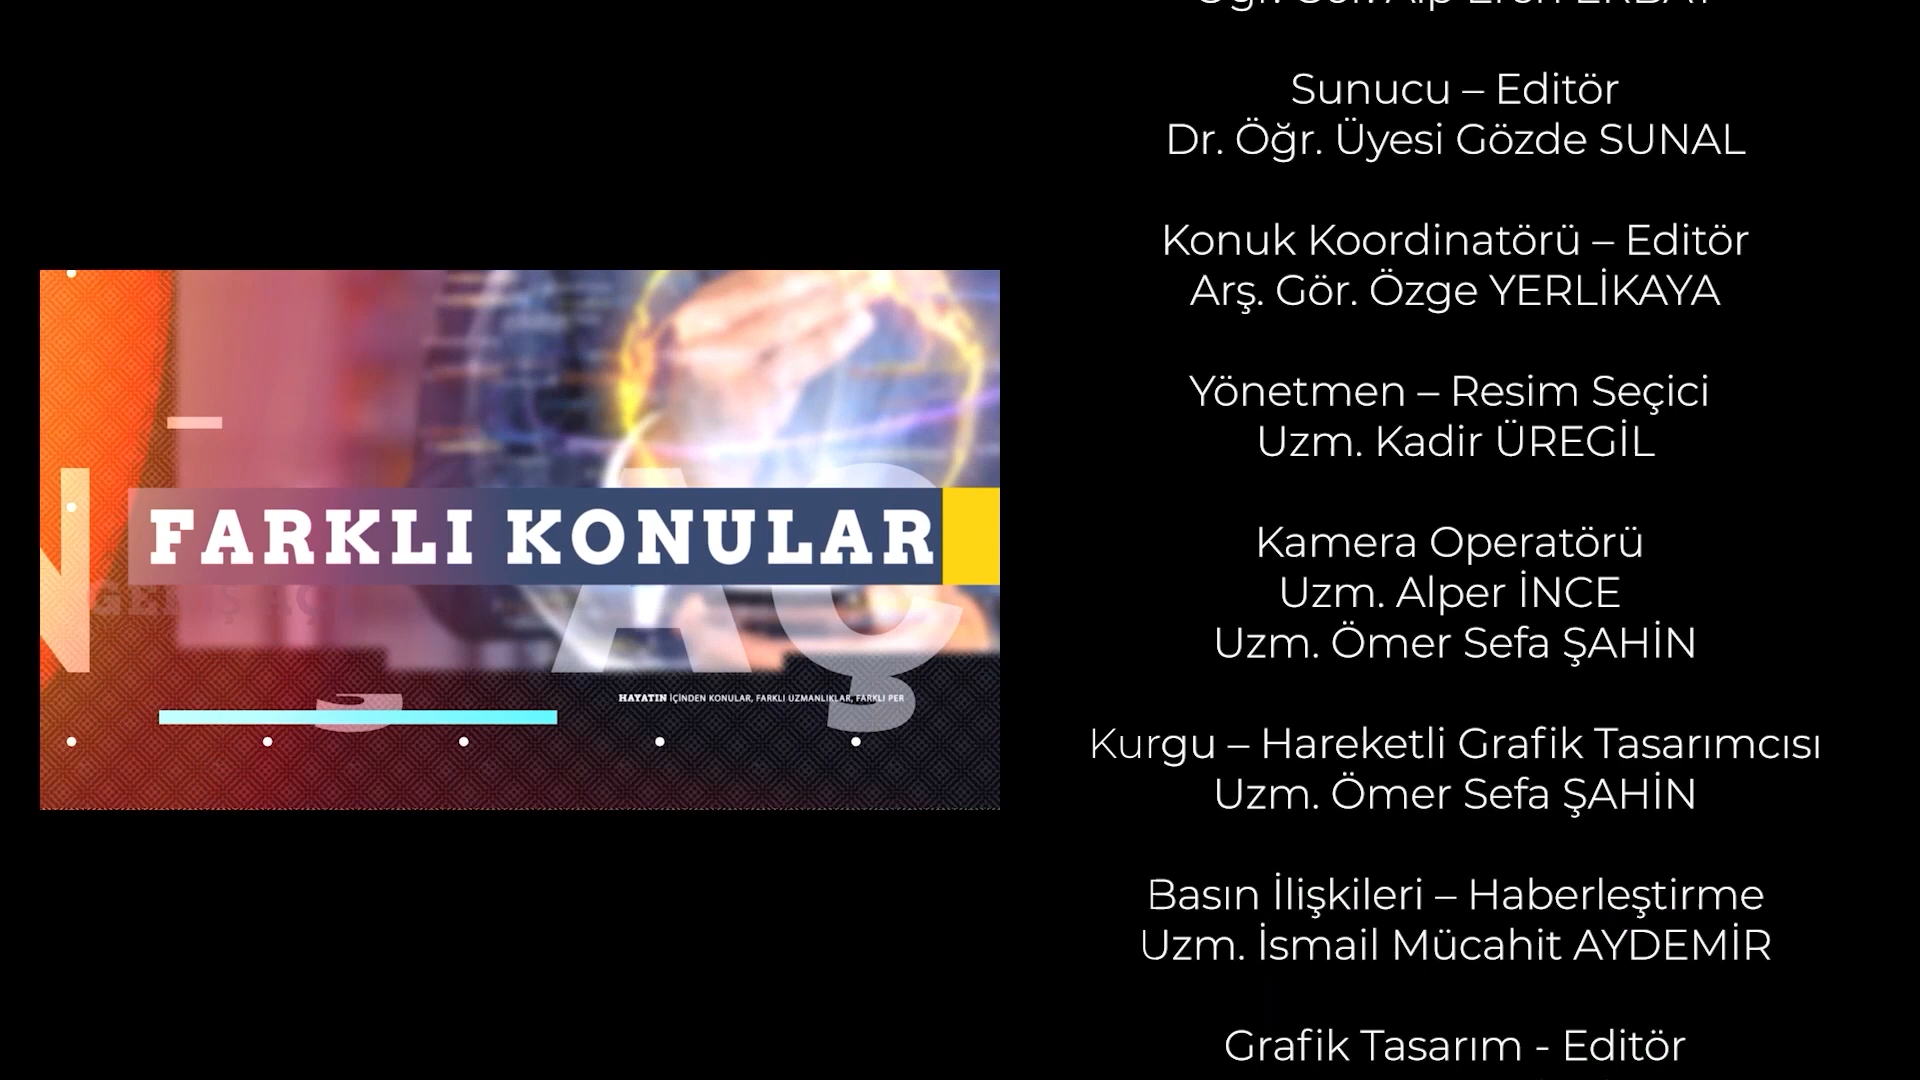 Sunucu – Editör
Dr. Öğr. Üyesi Gözde SUNAL
Konuk Koordinatörü – Editör
Arş. Gör. Özge YERLİKAYA
Yönetmen – Resim Seçici
Uzm. Kadir ÜREGİL
Kamera Operatörü
Uzm. Alper İNCE
Uzm. Ömer Sefa ŞAHİN
Kurgu – Hareketli Grafik Tasarımcısı
Uzm. Ömer Sefa ŞAHİN
Basın İlişkileri – Haberleştirme
Uzm. İsmail Mücahit AYDEMİR
Grafik Tasarım - Editör
FARKLI KONULAR
N
AÇ
GENİŞ AÇI
HAYATIN İÇİNDEN KONULAR, FARKLI UZMANLIKLAR, FARKLI PER